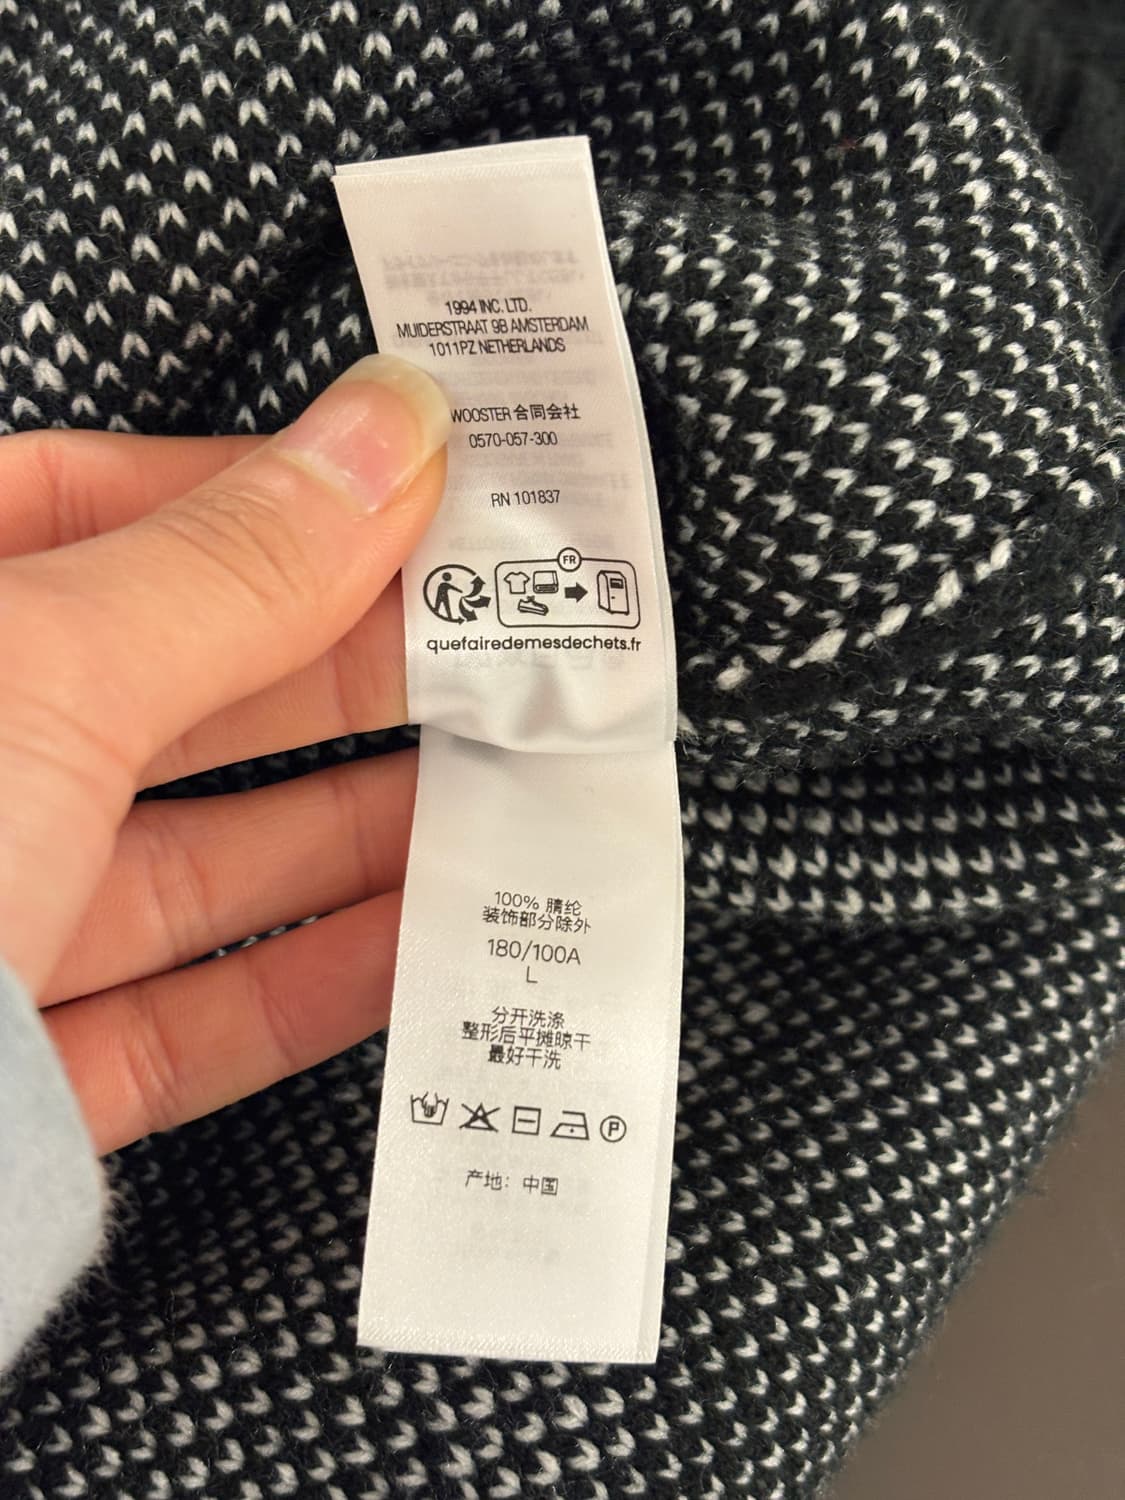 1994 INC. LTD.
MUIDERSTRAAT 9B AMSTERDAM
1011PZ NETHERLANDS
WOOSTER 合同会社
0570-057-300
RN 101837
FR
quefairedemesdechets.fr
100% 腈纶
装饰部分除外
180/100A
L
分开洗涤
整形后平摊晾干
最好干洗
P
产地：中国